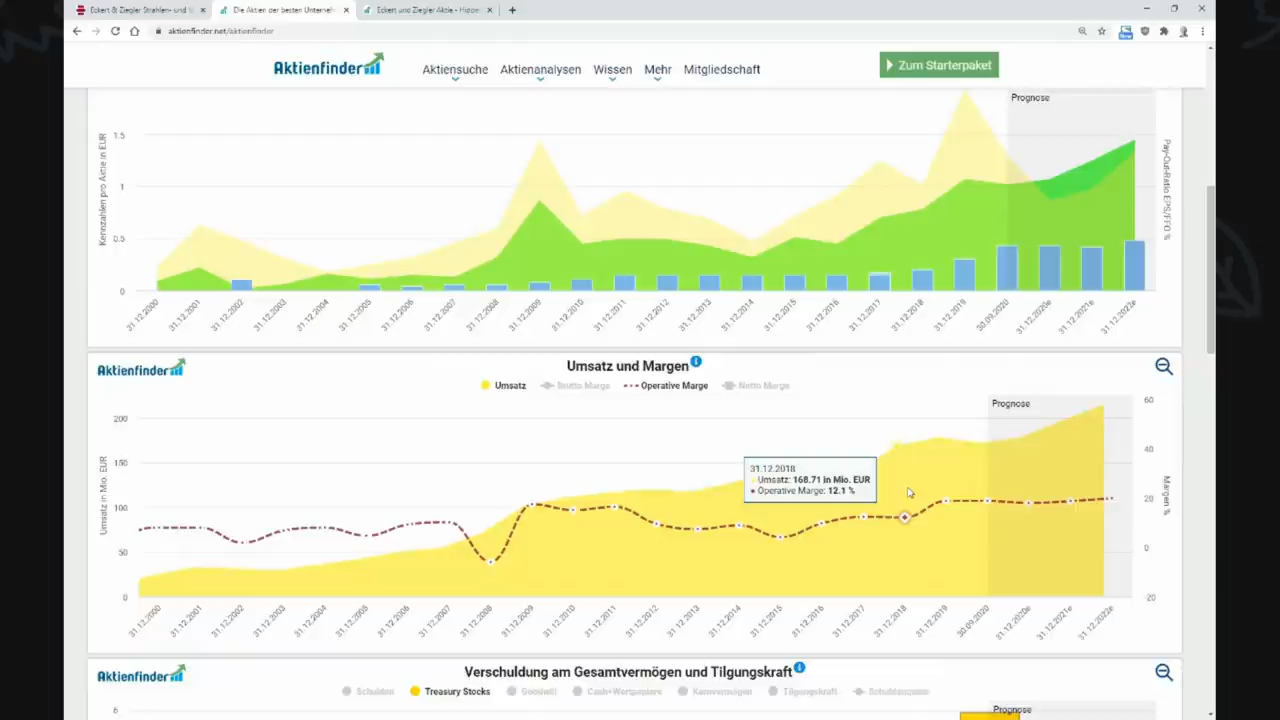 Eckert & Ziegler Strahlen- und
Die Aktien der besten Unterneh
Eckert und Ziegler Aktie - Hidde
aktienfinder.net/aktienfinder
Aktienfinder
Aktiensuche
Aktienanalysen
Wissen
Mehr
Mitgliedschaft
Zum Starterpaket
Prognose
Kennzahlen pro Aktie in EUR
1.5
1
0.5
0
Pay-Out-Ratio EPS/FFO %
31.12.2000
31.12.2001
31.12.2002
31.12.2003
31.12.2004
31.12.2005
31.12.2006
31.12.2007
31.12.2008
31.12.2009
31.12.2010
31.12.2011
31.12.2012
31.12.2013
31.12.2014
31.12.2015
31.12.2016
31.12.2017
31.12.2018
31.12.2019
30.09.2020
31.12.2020e
31.12.2021e
31.12.2022e
Aktienfinder
Umsatz und Margen
Umsatz
Brutto Marge
Operative Marge
Netto Marge
Prognose
Umsatz in Mio. EUR
200
150
100
50
0
60
40
20
0
-20
Margen %
31.12.2018
Umsatz: 168.71 in Mio. EUR
Operative Marge: 12.1 %
31.12.2000
31.12.2001
31.12.2002
31.12.2003
31.12.2004
31.12.2005
31.12.2006
31.12.2007
31.12.2008
31.12.2009
31.12.2010
31.12.2011
31.12.2012
31.12.2013
31.12.2014
31.12.2015
31.12.2016
31.12.2017
31.12.2018
31.12.2019
30.09.2020
31.12.2020e
31.12.2021e
31.12.2022e
Aktienfinder
Verschuldung am Gesamtvermögen und Tilgungskraft
Schulden
Treasury Stocks
Goodwill
Cash+Wertpapiere
Kernvermögen
Tilgungskraft
Schuldenquote
6
Prognose